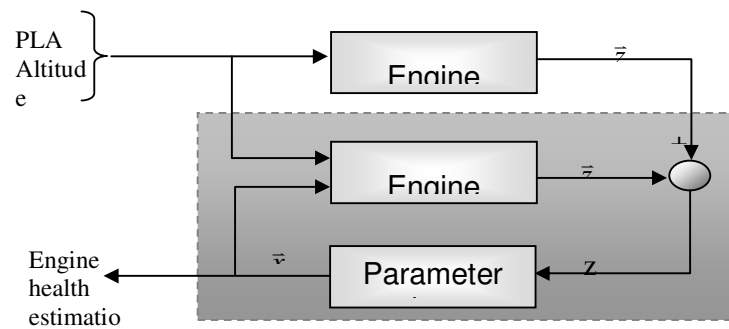 PLA
Altitud
e
Engine
z
Engine
z
Engine
health
estimatio
x
Parameter
z